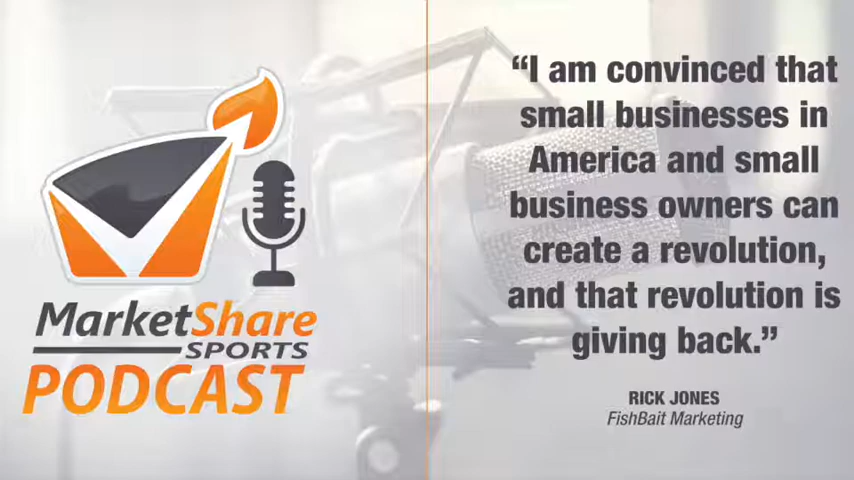 MarketShare
SPORTS
PODCAST
“I am convinced that
small businesses in
America and small
business owners can
create a revolution,
and that revolution is
giving back.”
RICK JONES
FishBait Marketing